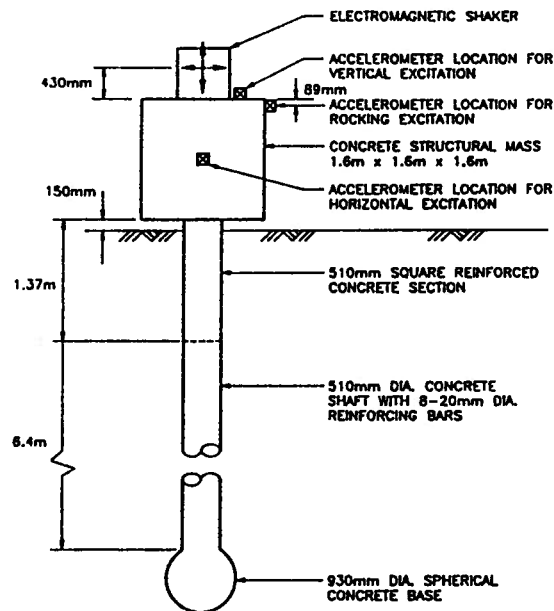 ELECTROMAGNETIC SHAKER
430mm
ACCELEROMETER LOCATION FOR
VERTICAL EXCITATION
89mm
ACCELEROMETER LOCATION FOR
ROCKING EXCITATION
CONCRETE STRUCTURAL MASS
1.6m x 1.6m x 1.6m
150mm
ACCELEROMETER LOCATION FOR
HORIZONTAL EXCITATION
1.37m
510mm SQUARE REINFORCED
CONCRETE SECTION
510mm DIA. CONCRETE
SHAFT WITH 8-20mm DIA.
REINFORCING BARS
6.4m
930mm DIA. SPHERICAL
CONCRETE BASE